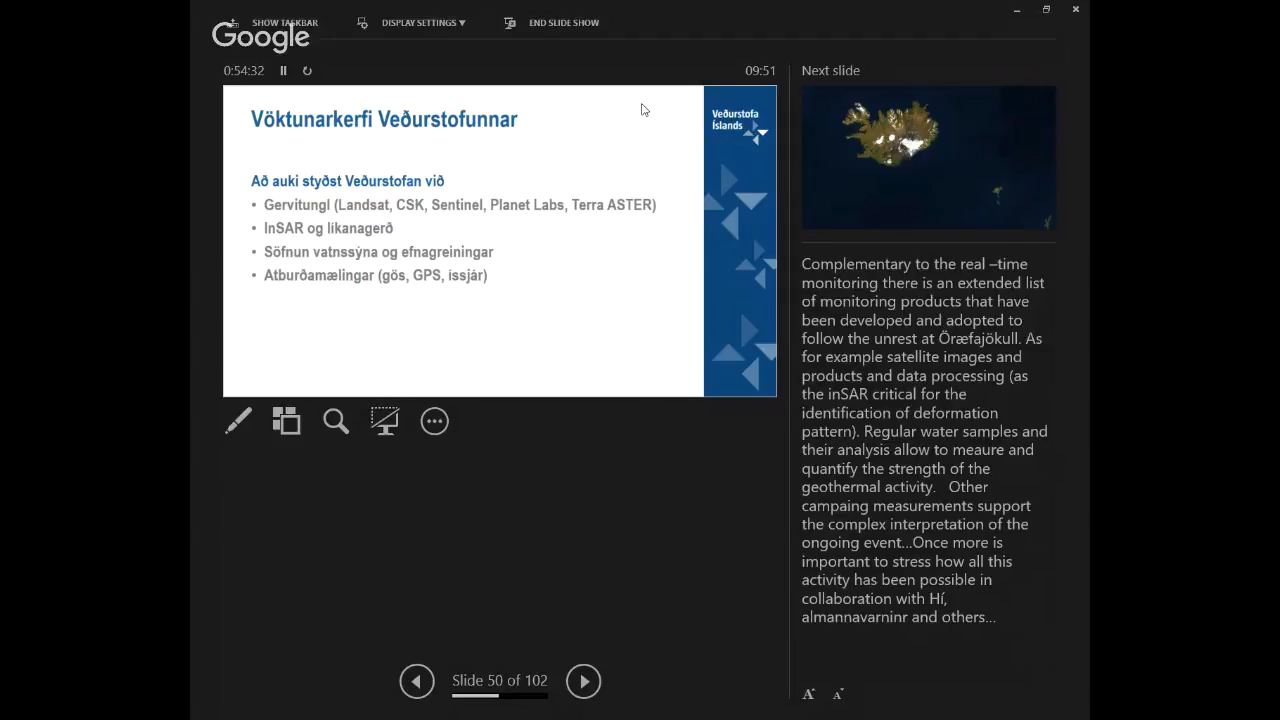 SHOW TASKBAR
DISPLAY SETTINGS ▾
END SLIDE SHOW
Google
0:54:32
09:51
Next slide
Vöktunarkerfi Veðurstofunnar
Veðurstofa
Íslands
Að auki styðst Veðurstofan við
• Gervitungl (Landsat, CSK, Sentinel, Planet Labs, Terra ASTER)
• InSAR og líkanagerð
• Söfnun vatnssýna og efnagreiningar
• Atburðamælingar (gös, GPS, íssjár)
Complementary to the real –time
monitoring there is an extended list
of monitoring products that have
been developed and adopted to
follow the unrest at Öræfajökull. As
for example satellite images and
products and data processing (as
the inSAR critical for the
identification of deformation
pattern). Regular water samples and
their analysis allow to meaure and
quantify the strength of the
geothermal activity.   Other
campaing measurements support
the complex interpretation of the
ongoing event...Once more is
important to stress how all this
activity has been possible in
collaboration with Hí,
almannavarninr and others...
Slide 50 of 102
A A